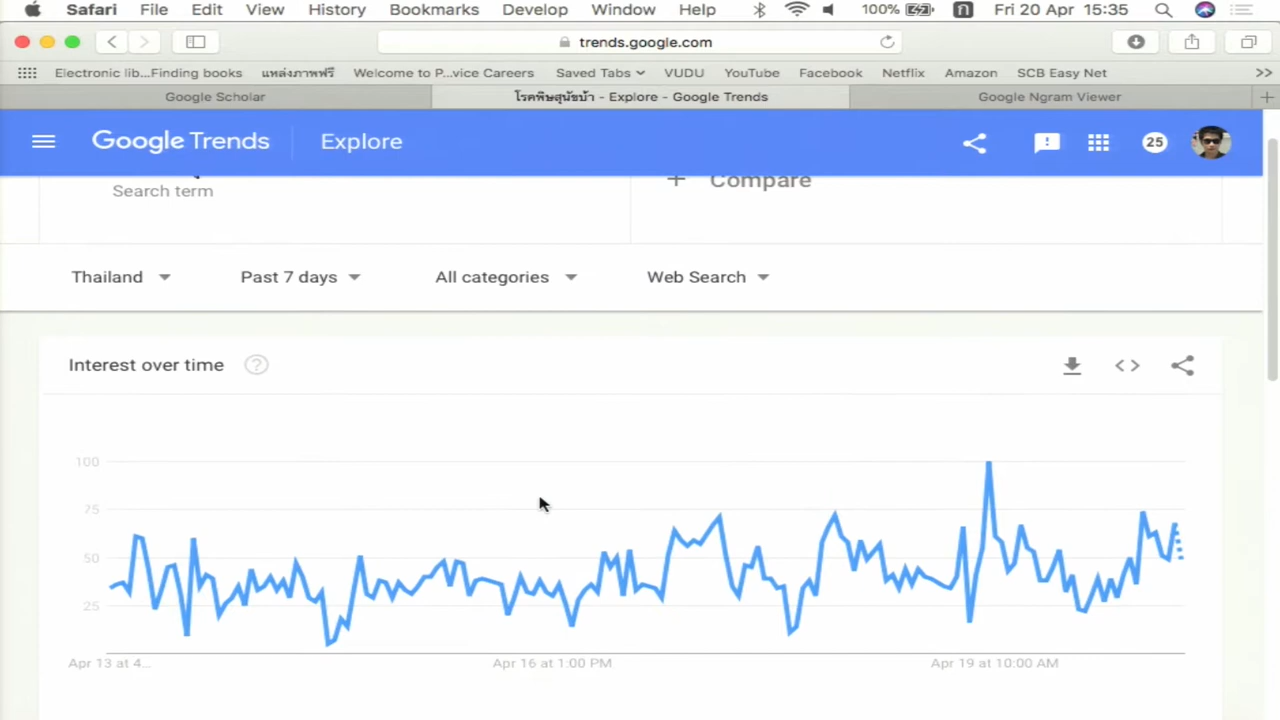 Safari File Edit View History Bookmarks Develop Window Help 100% ก Fri 20 Apr 15:35
trends.google.com
Electronic lib...Finding books แหล่งภาพฟรี Welcome to P...vice Careers Saved Tabs VUDU YouTube Facebook Netflix Amazon SCB Easy Net >>
Google Scholar โรคพิษสุนัขบ้า - Explore - Google Trends Google Ngram Viewer +
Google Trends Explore 25
Search term + Compare
Thailand Past 7 days All categories Web Search
Interest over time ?
100
75
50
25
Apr 13 at 4... Apr 16 at 1:00 PM Apr 19 at 10:00 AM